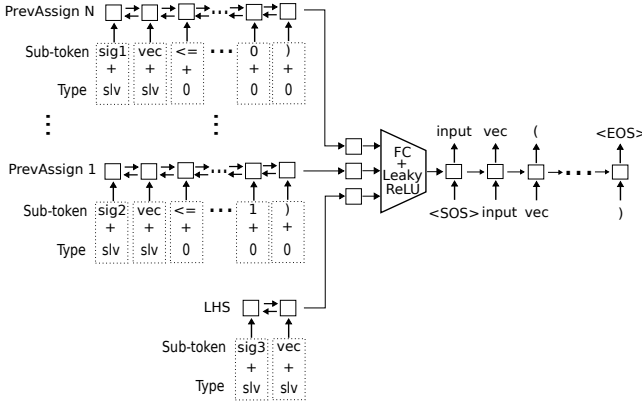 PrevAssign N
Sub-token sig1 vec <= ... 0 )
+ + + + +
Type slv slv 0 0 0
PrevAssign 1
Sub-token sig2 vec <= ... 1 )
+ + + + +
Type slv slv 0 0 0
LHS
Sub-token sig3 vec
+ +
Type slv slv
FC
+
Leaky
ReLU
input vec ( <EOS>
<SOS> input vec )